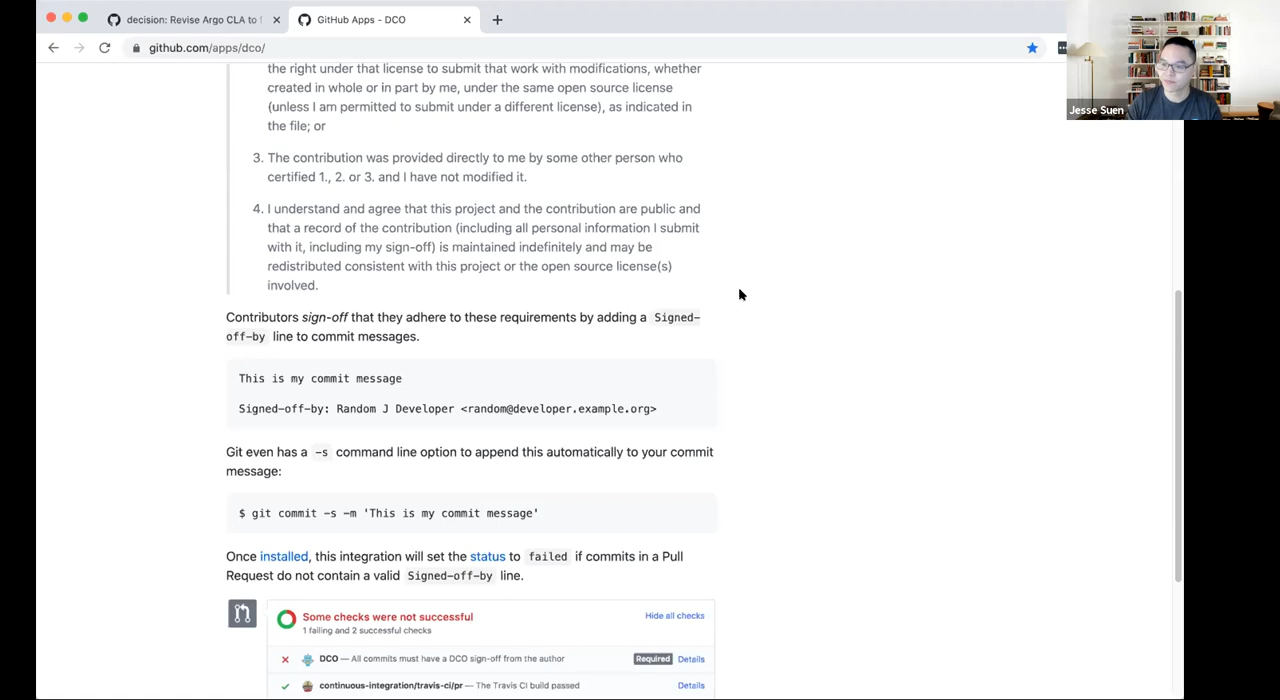 decision: Revise Argo CLA to
GitHub Apps - DCO
github.com/apps/dco/
Jesse Suen
the right under that license to submit that work with modifications, whether
created in whole or in part by me, under the same open source license
(unless I am permitted to submit under a different license), as indicated in
the file; or
3. The contribution was provided directly to me by some other person who
certified 1., 2. or 3. and I have not modified it.
4. I understand and agree that this project and the contribution are public and
that a record of the contribution (including all personal information I submit
with it, including my sign-off) is maintained indefinitely and may be
redistributed consistent with this project or the open source license(s)
involved.
Contributors sign-off that they adhere to these requirements by adding a Signed-
off-by line to commit messages.
This is my commit message
Signed-off-by: Random J Developer <random@developer.example.org>
Git even has a -s command line option to append this automatically to your commit
message:
$ git commit -s -m 'This is my commit message'
Once installed, this integration will set the status to failed if commits in a Pull
Request do not contain a valid Signed-off-by line.
Some checks were not successful
Hide all checks
1 failing and 2 successful checks
DCO — All commits must have a DCO sign-off from the author
Required Details
continuous-integration/travis-ci/pr — The Travis CI build passed
Details